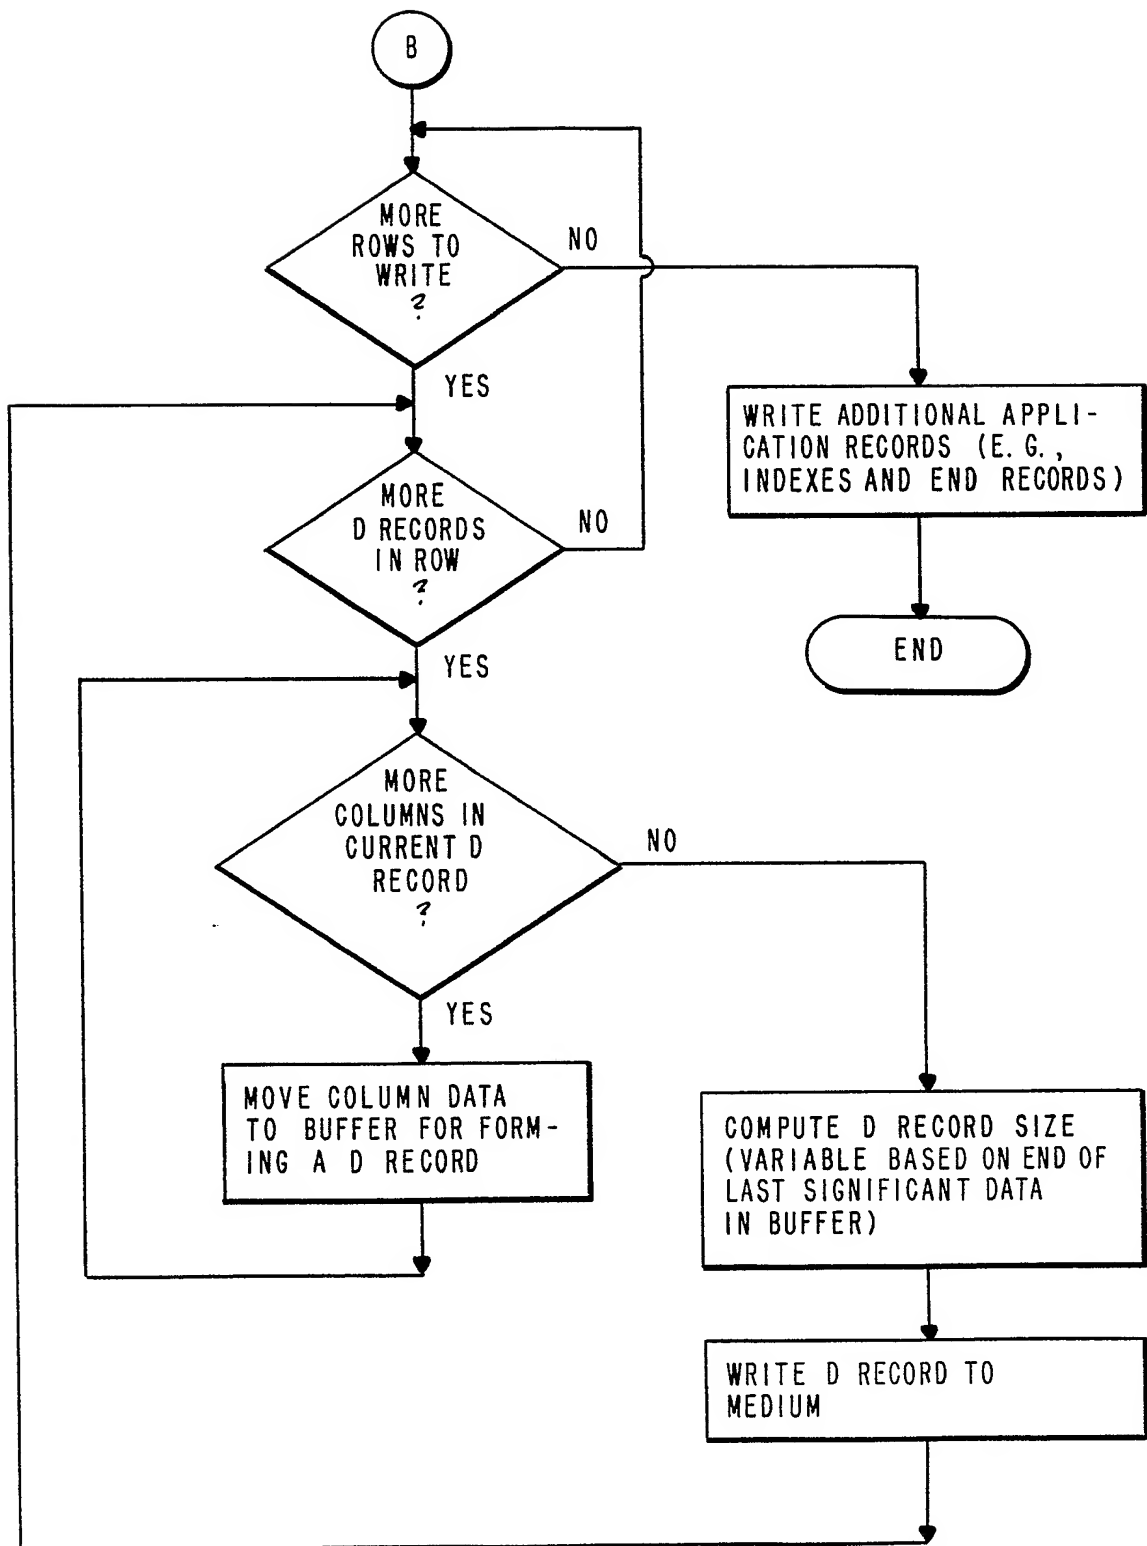 B
MORE
ROWS TO
WRITE
?
NO
YES
WRITE ADDITIONAL APPLI-
CATION RECORDS (E.G.,
INDEXES AND END RECORDS)
MORE
D RECORDS
IN ROW
?
NO
YES
END
MORE
COLUMNS IN
CURRENT D
RECORD
?
NO
YES
MOVE COLUMN DATA
TO BUFFER FOR FORM-
ING A D RECORD
COMPUTE D RECORD SIZE
(VARIABLE BASED ON END OF
LAST SIGNIFICANT DATA
IN BUFFER)
WRITE D RECORD TO
MEDIUM